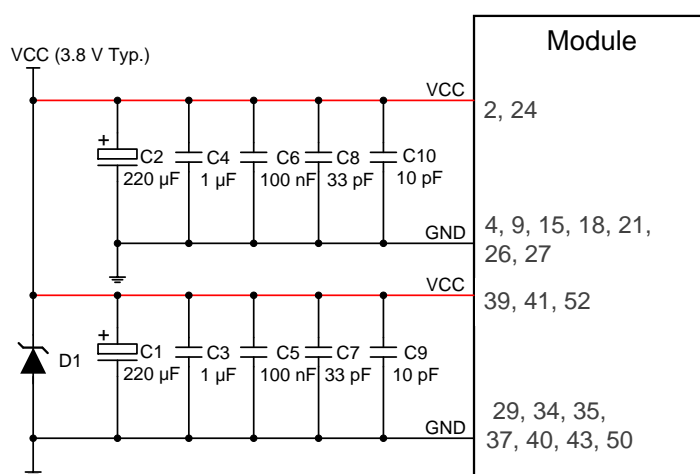 Module
VCC (3.8 V Typ.)
VCC
2, 24
+
C2
220 µF
C4
1 µF
C6
100 nF
C8
33 pF
C10
10 pF
GND
4, 9, 15, 18, 21,
26, 27
VCC
39, 41, 52
D1
+
C1
220 µF
C3
1 µF
C5
100 nF
C7
33 pF
C9
10 pF
GND
29, 34, 35,
37, 40, 43, 50